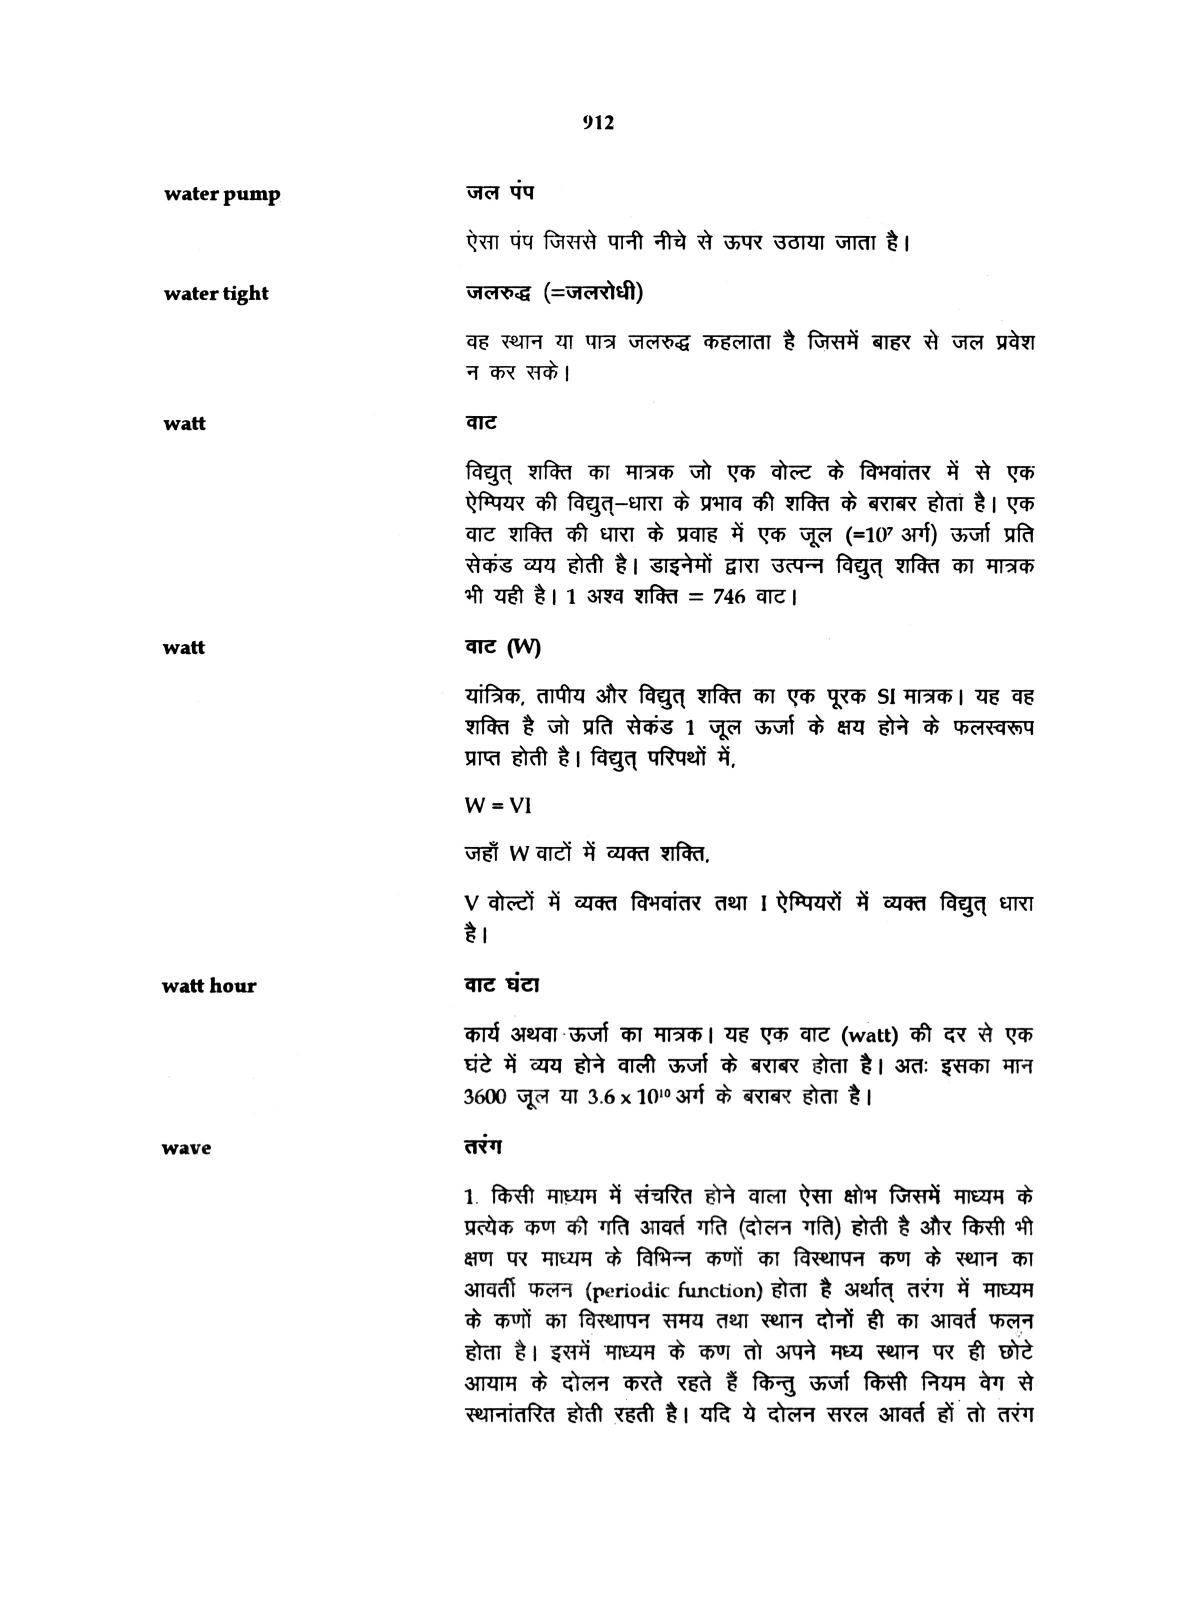 912
water pump जल पंप
ऐसा पंप जिससे पानी नीचे से ऊपर उठाया जाता है।
water tight जलरुद्ध (=जलरोधी)
वह स्थान या पात्र जलरुद्ध कहलाता है जिसमें बाहर से जल प्रवेश
न कर सके।
watt वाट
विद्युत् शक्ति का मात्रक जो एक वोल्ट के विभवांतर में से एक
ऐम्पियर की विद्युत्–धारा के प्रभाव की शक्ति के बराबर होता है। एक
वाट शक्ति की धारा के प्रवाह में एक जूल (=10⁷ अर्ग) ऊर्जा प्रति
सेकंड व्यय होती है। डाइनेमों द्वारा उत्पन्न विद्युत् शक्ति का मात्रक
भी यही है। 1 अश्व शक्ति = 746 वाट।
watt वाट (W)
यांत्रिक, तापीय और विद्युत् शक्ति का एक पूरक SI मात्रक। यह वह
शक्ति है जो प्रति सेकंड 1 जूल ऊर्जा के क्षय होने के फलस्वरूप
प्राप्त होती है। विद्युत् परिपथों में,
W = VI
जहाँ W वाटों में व्यक्त शक्ति,
V वोल्टों में व्यक्त विभवांतर तथा I ऐम्पियरों में व्यक्त विद्युत् धारा
है।
watt hour वाट घंटा
कार्य अथवा ऊर्जा का मात्रक। यह एक वाट (watt) की दर से एक
घंटे में व्यय होने वाली ऊर्जा के बराबर होता है। अतः इसका मान
3600 जूल या 3.6 x 10¹⁰ अर्ग के बराबर होता है।
wave तरंग
1. किसी माध्यम में संचरित होने वाला ऐसा क्षोभ जिसमें माध्यम के
प्रत्येक कण की गति आवर्त गति (दोलन गति) होती है और किसी भी
क्षण पर माध्यम के विभिन्न कणों का विस्थापन कण के स्थान का
आवर्ती फलन (periodic function) होता है अर्थात् तरंग में माध्यम
के कणों का विस्थापन समय तथा स्थान दोनों ही का आवर्त फलन
होता है। इसमें माध्यम के कण तो अपने मध्य स्थान पर ही छोटे
आयाम के दोलन करते रहते हैं किन्तु ऊर्जा किसी नियम वेग से
स्थानांतरित होती रहती है। यदि ये दोलन सरल आवर्त हों तो तरंग